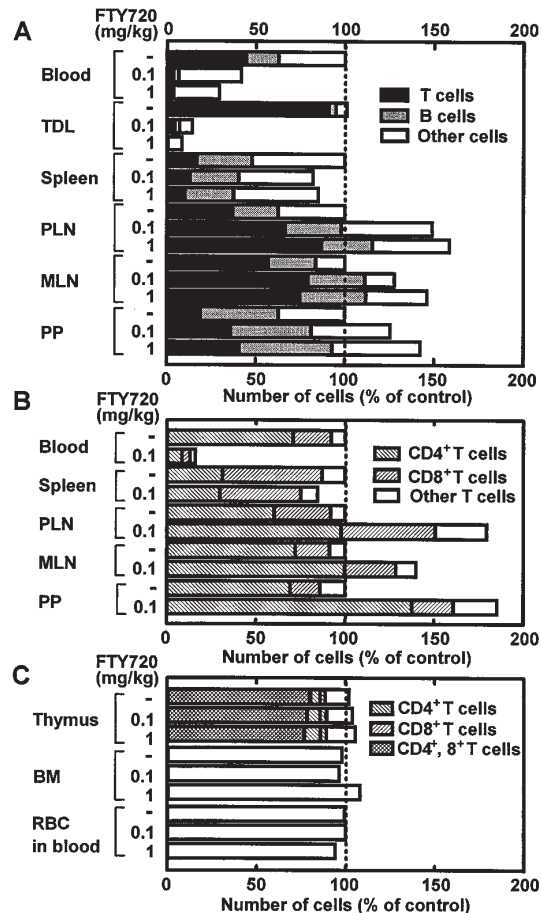 A
FTY720
(mg/kg)
0 50 100 150 200
Blood
-
0.1
1
TDL
-
0.1
1
Spleen
-
0.1
1
PLN
-
0.1
1
MLN
-
0.1
1
PP
-
0.1
1
T cells
B cells
Other cells
0 50 100 150 200
Number of cells (% of control)
B
FTY720
(mg/kg)
Blood
-
0.1
Spleen
-
0.1
PLN
-
0.1
MLN
-
0.1
PP
-
0.1
CD4+ T cells
CD8+ T cells
Other T cells
0 50 100 150 200
Number of cells (% of control)
C
FTY720
(mg/kg)
Thymus
-
0.1
1
BM
-
0.1
1
RBC
in blood
-
0.1
1
CD4+ T cells
CD8+ T cells
CD4+, 8+ T cells
0 50 100 150 200
Number of cells (% of control)